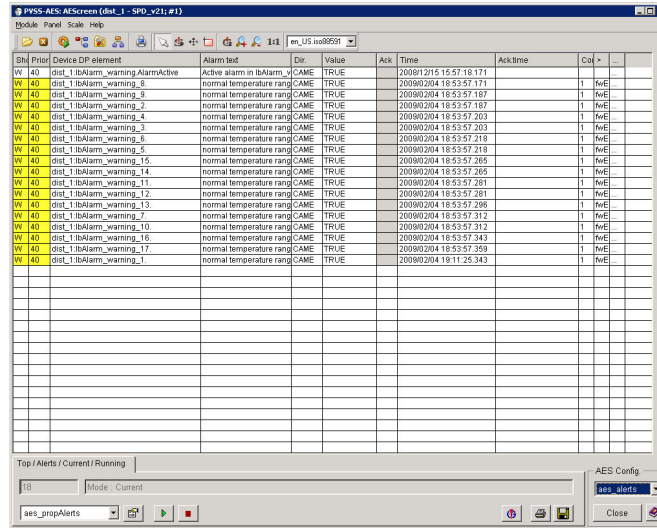 PVSS-AES: AEScreen (dist_1 - SPD_v21; #1)
Module Panel Scale Help
1:1 en_US.iso88591
Sho Prior Device DP element Alarm text Dir. Value Ack Time Ack.time Cor > ...
W 40 dist_1:lbAlarm_warning.AlarmActive Active alarm in lbAlarm_v CAME TRUE 2008/12/15 15:57:18.171 ...
W 40 dist_1:lbAlarm_warning_8. normal temperature rang CAME TRUE 2009/02/04 18:53:57.171 1 fwE ...
W 40 dist_1:lbAlarm_warning_9. normal temperature rang CAME TRUE 2009/02/04 18:53:57.187 1 fwE ...
W 40 dist_1:lbAlarm_warning_2. normal temperature rang CAME TRUE 2009/02/04 18:53:57.187 1 fwE ...
W 40 dist_1:lbAlarm_warning_4. normal temperature rang CAME TRUE 2009/02/04 18:53:57.203 1 fwE ...
W 40 dist_1:lbAlarm_warning_3. normal temperature rang CAME TRUE 2009/02/04 18:53:57.203 1 fwE ...
W 40 dist_1:lbAlarm_warning_6. normal temperature rang CAME TRUE 2009/02/04 18:53:57.218 1 fwE ...
W 40 dist_1:lbAlarm_warning_5. normal temperature rang CAME TRUE 2009/02/04 18:53:57.218 1 fwE ...
W 40 dist_1:lbAlarm_warning_15. normal temperature rang CAME TRUE 2009/02/04 18:53:57.265 1 fwE ...
W 40 dist_1:lbAlarm_warning_14. normal temperature rang CAME TRUE 2009/02/04 18:53:57.265 1 fwE ...
W 40 dist_1:lbAlarm_warning_11. normal temperature rang CAME TRUE 2009/02/04 18:53:57.281 1 fwE ...
W 40 dist_1:lbAlarm_warning_12. normal temperature rang CAME TRUE 2009/02/04 18:53:57.281 1 fwE ...
W 40 dist_1:lbAlarm_warning_13. normal temperature rang CAME TRUE 2009/02/04 18:53:57.296 1 fwE ...
W 40 dist_1:lbAlarm_warning_7. normal temperature rang CAME TRUE 2009/02/04 18:53:57.312 1 fwE ...
W 40 dist_1:lbAlarm_warning_10. normal temperature rang CAME TRUE 2009/02/04 18:53:57.312 1 fwE ...
W 40 dist_1:lbAlarm_warning_16. normal temperature rang CAME TRUE 2009/02/04 18:53:57.343 1 fwE ...
W 40 dist_1:lbAlarm_warning_17. normal temperature rang CAME TRUE 2009/02/04 18:53:57.359 1 fwE ...
W 40 dist_1:lbAlarm_warning_1. normal temperature rang CAME TRUE 2009/02/04 19:11:25.343 1 fwE ...
Top / Alerts / Current / Running
AES Config.
18 Mode : Current
aes_alerts
aes_propAlerts
Close